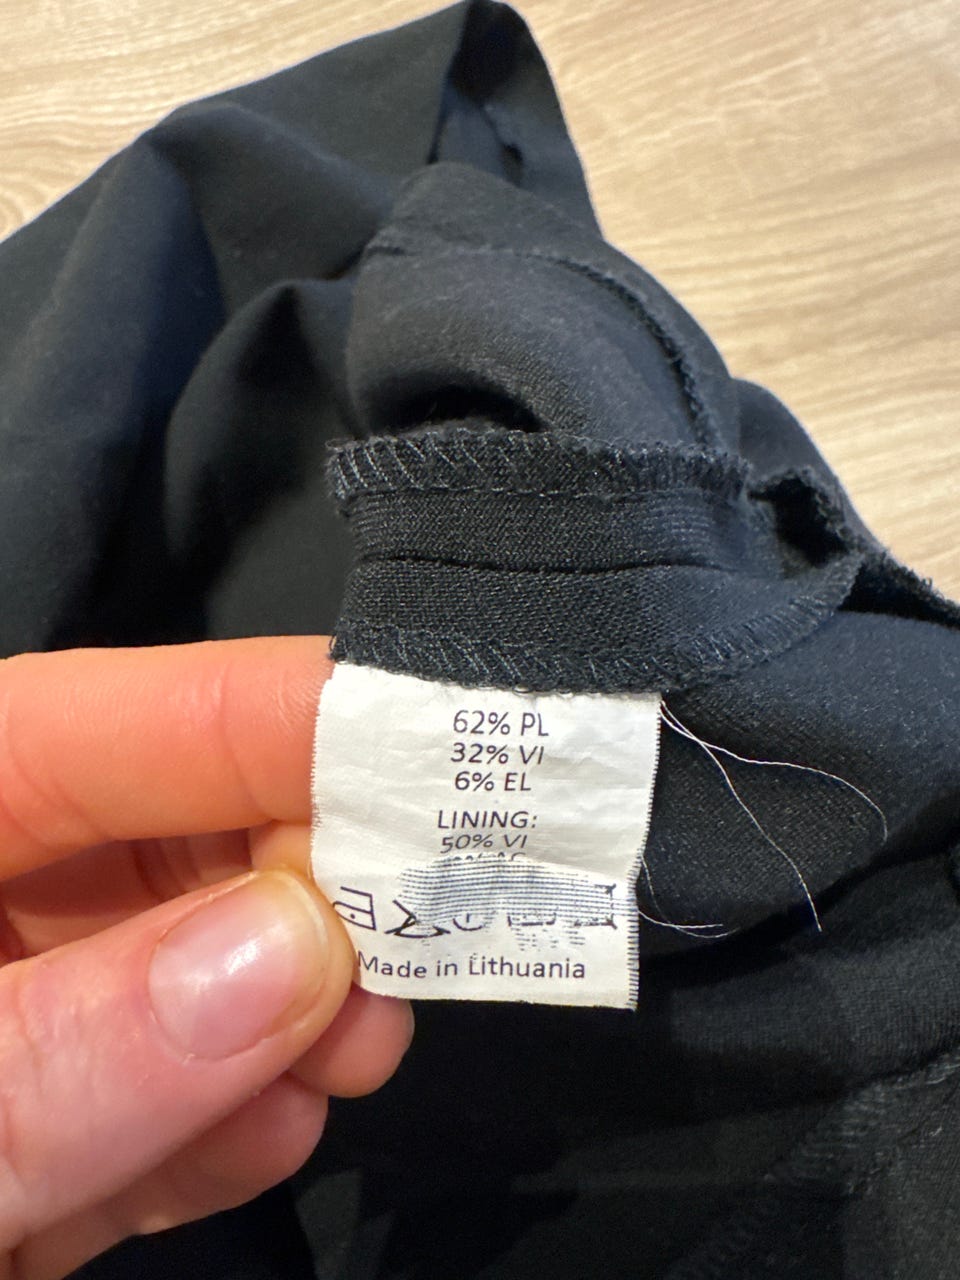 62% PL
32% VI
6% EL
LINING:
50% VI
Made in Lithuania